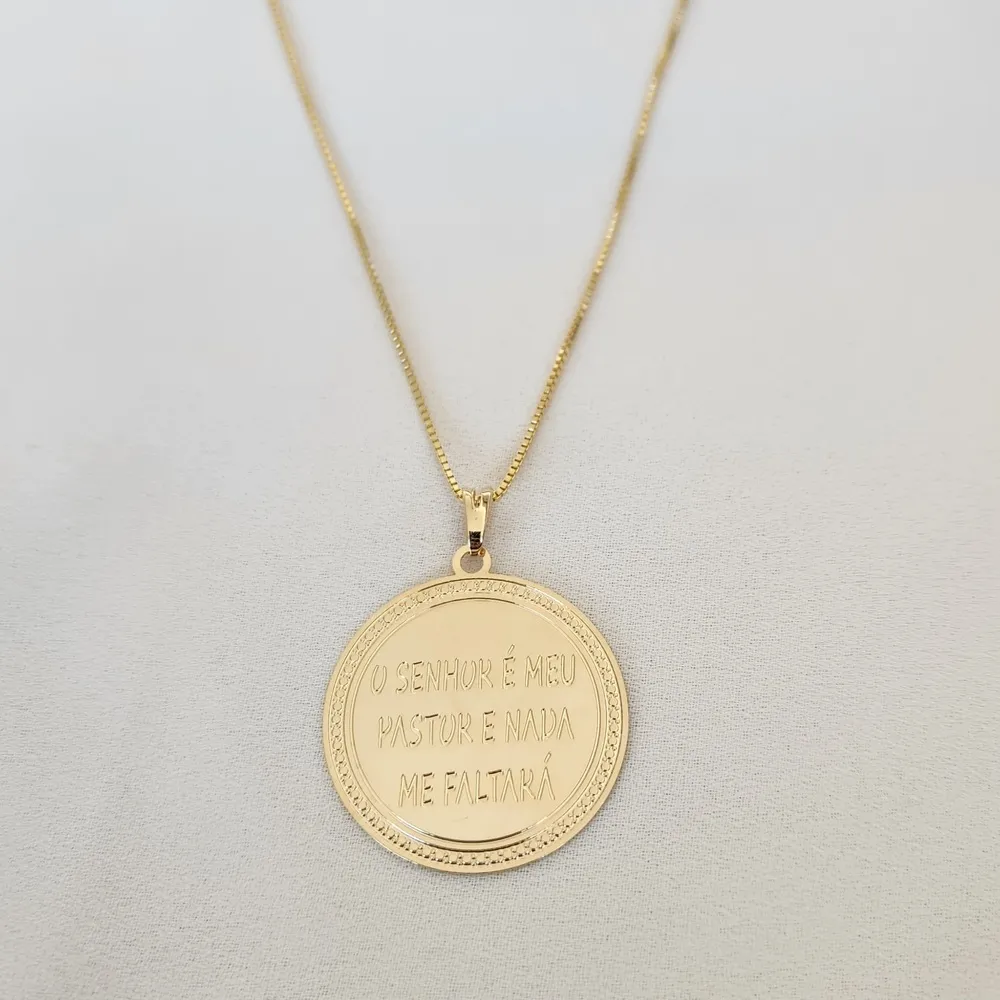 O SENHOR É MEU
PASTOR E NADA
ME FALTARÁ